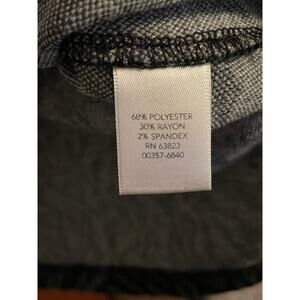 68% POLYESTER
30% RAYON
2% SPANDEX
RN 63823
00357-6840